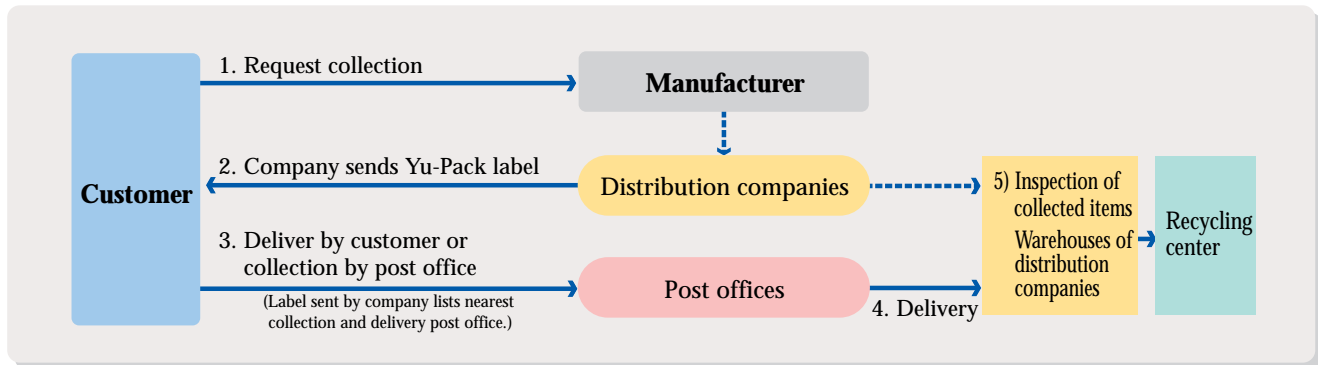 1. Request collection
Manufacturer
Customer
2. Company sends Yu-Pack label
Distribution companies
3. Deliver by customer or
collection by post office
(Label sent by company lists nearest
collection and delivery post office.)
Post offices
4. Delivery
5) Inspection of
collected items
Warehouses of
distribution
companies
Recycling
center